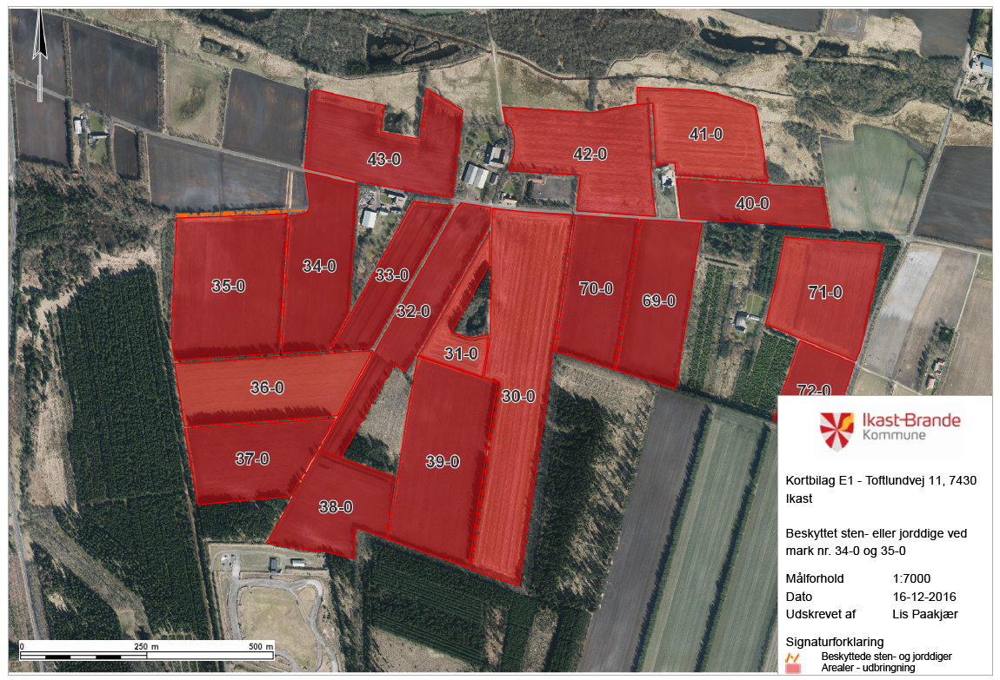 41-0
42-0
43-0
40-0
34-0
33-0
35-0
70-0
71-0
69-0
32-0
31-0
36-0
30-0
72-0
37-0
39-0
38-0
Ikast-Brande
Kommune
Kortbilag E1 - Toftlundvej 11, 7430
Ikast
Beskyttet sten- eller jorddige ved
mark nr. 34-0 og 35-0
Målforhold 1:7000
Dato 16-12-2016
Udskrevet af Lis Paakjær
Signaturforklaring
Beskyttede sten- og jorddiger
Arealer - udbringning
0 250 m 500 m